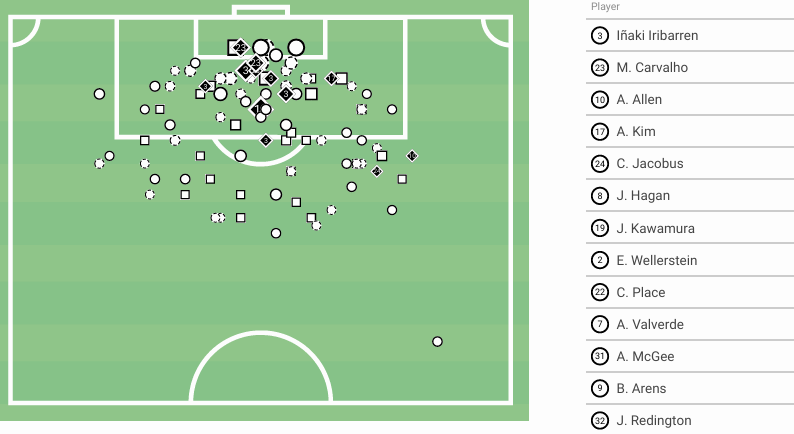 Player
3 Iñaki Iribarren
23 M. Carvalho
10 A. Allen
17 A. Kim
24 C. Jacobus
8 J. Hagan
19 J. Kawamura
2 E. Wellerstein
22 C. Place
7 A. Valverde
31 A. McGee
9 B. Arens
32 J. Redington